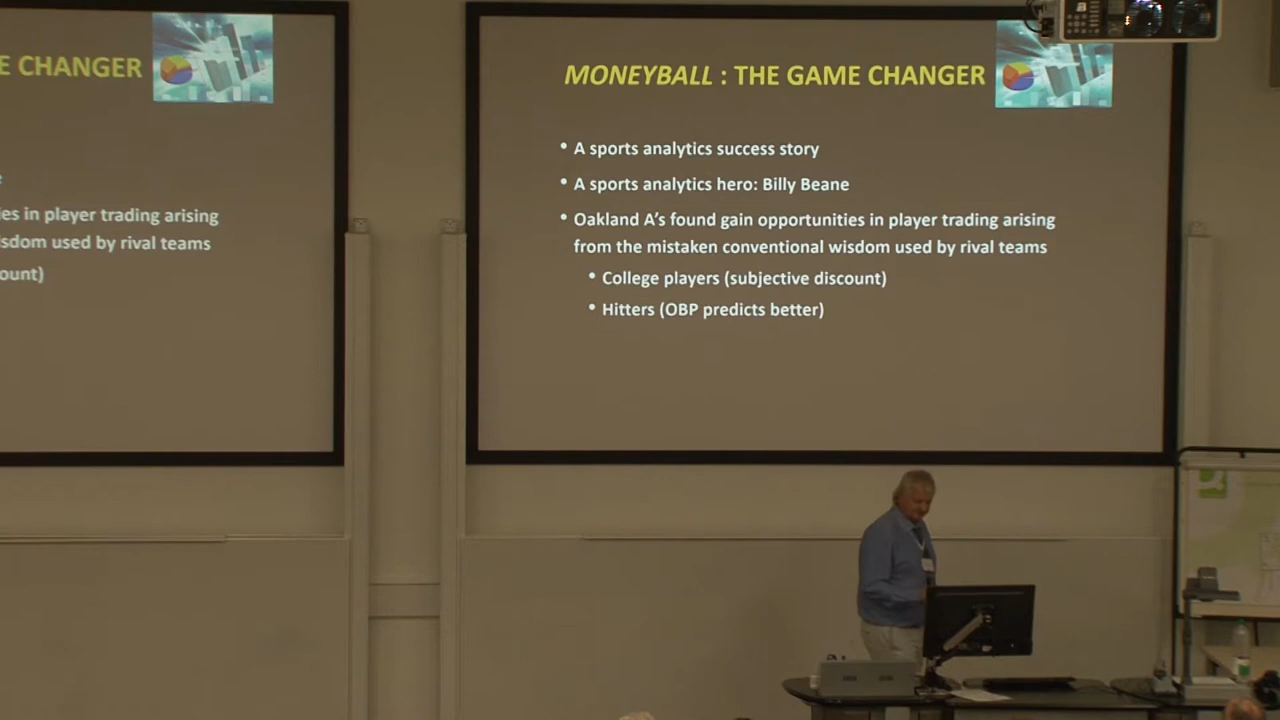 E CHANGER
ies in player trading arising
isdom used by rival teams
ount)
MONEYBALL : THE GAME CHANGER
• A sports analytics success story
• A sports analytics hero: Billy Beane
• Oakland A's found gain opportunities in player trading arising
from the mistaken conventional wisdom used by rival teams
• College players (subjective discount)
• Hitters (OBP predicts better)